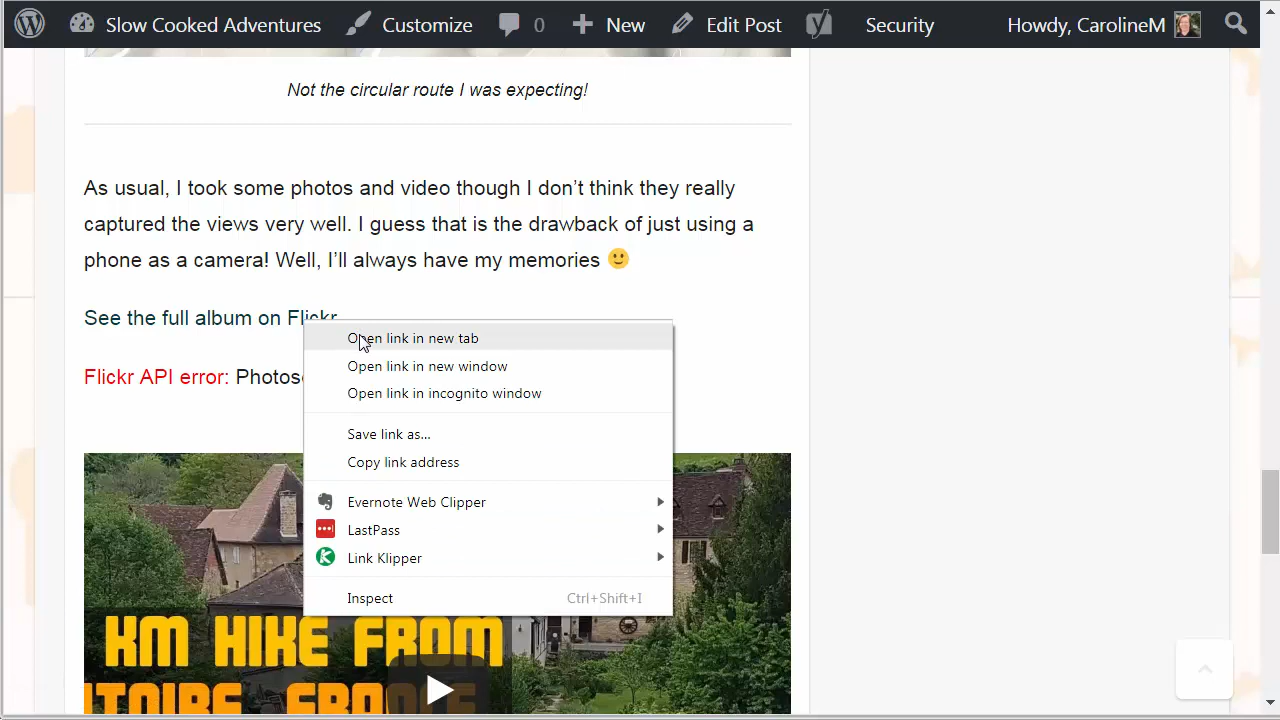 Slow Cooked Adventures Customize 0 New Edit Post Security Howdy, CarolineM
Not the circular route I was expecting!
As usual, I took some photos and video though I don't think they really
captured the views very well. I guess that is the drawback of just using a
phone as a camera! Well, I'll always have my memories
See the full album on Flickr
Flickr API error:
Open link in new tab
Open link in new window
Open link in incognito window
Save link as...
Copy link address
Evernote Web Clipper
LastPass
Link Klipper
Inspect Ctrl+Shift+I
KM HIKE FROM
FRANCE